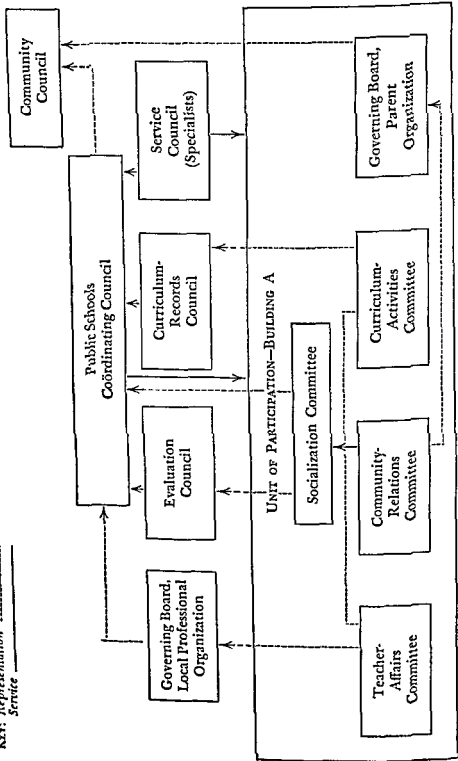 KEY: Representation
Service
Community
Council
Public Schools
Coördinating Council
Governing Board,
Local Professional
Organization
Evaluation
Council
Curriculum-
Records
Council
Service
Council
(Specialists)
UNIT OF PARTICIPATION—BUILDING A
Socialization Committee
Teacher-
Affairs
Committee
Community-
Relations
Committee
Curriculum-
Activities
Committee
Governing Board,
Parent
Organization